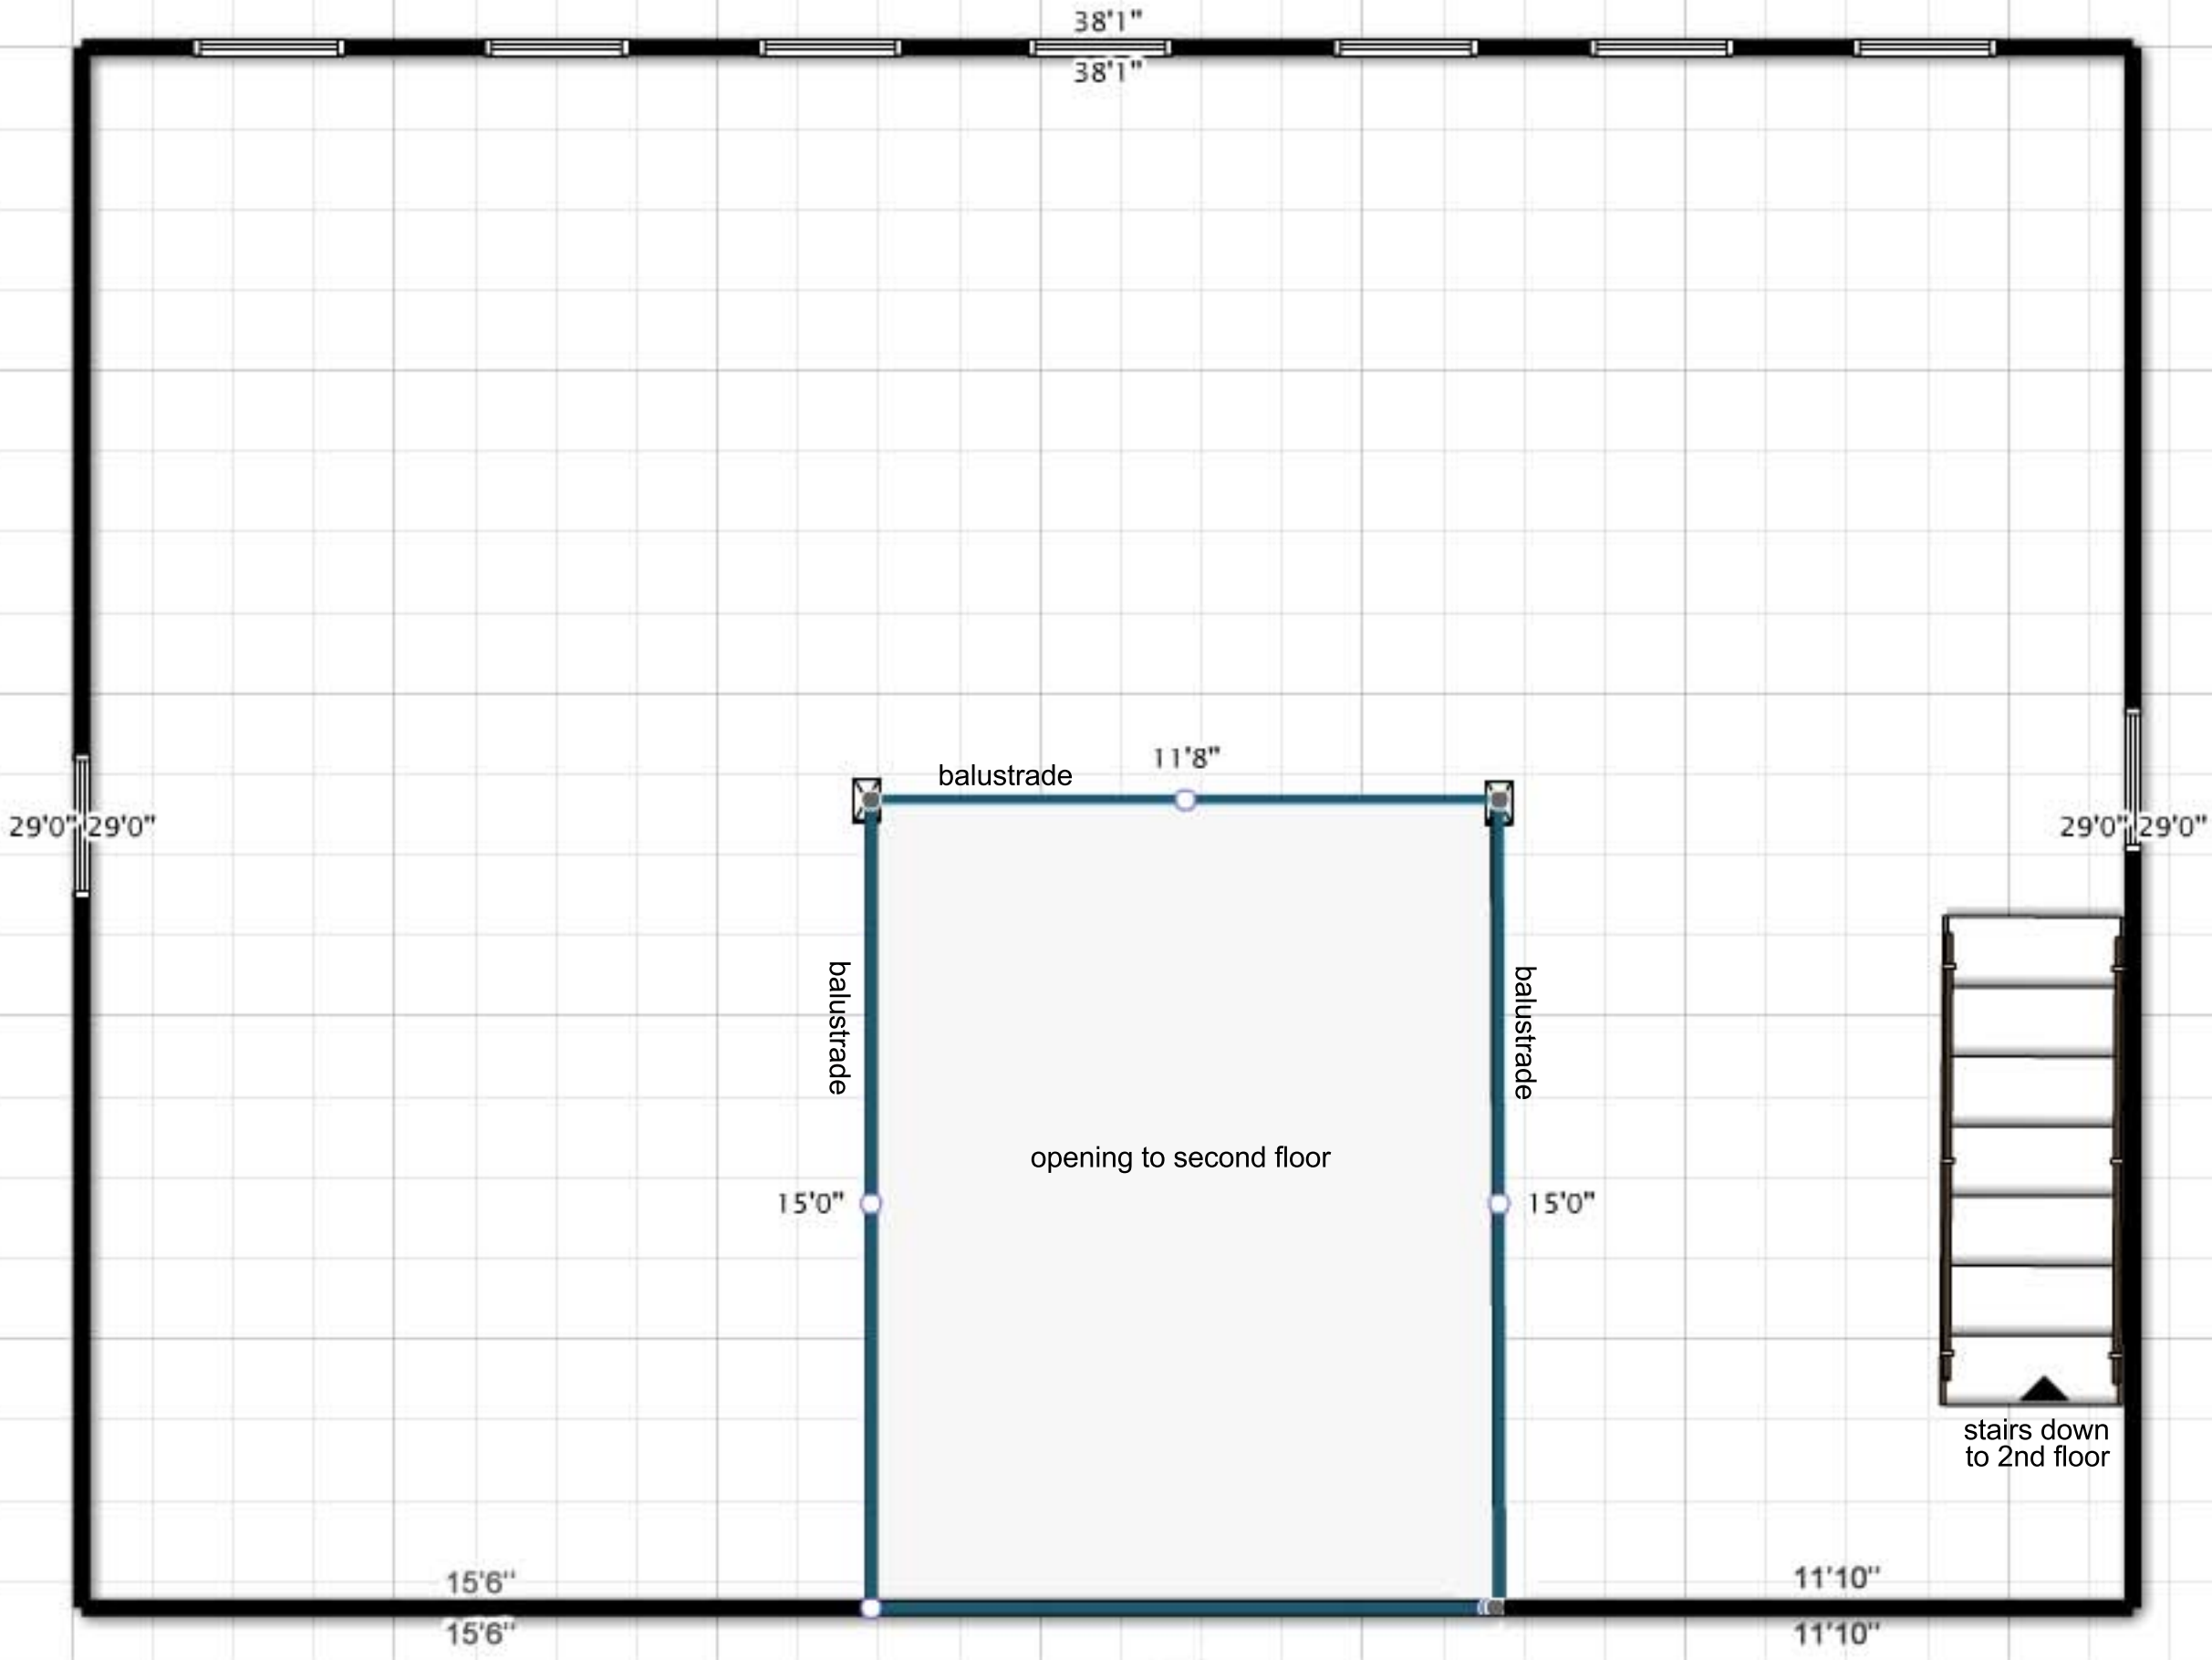 38'1"
38'1"
11'8"
balustrade
29'0"
29'0"
29'0"
29'0"
balustrade
balustrade
opening to second floor
15'0"
15'0"
stairs down
to 2nd floor
15'6"
11'10"
15'6"
11'10"